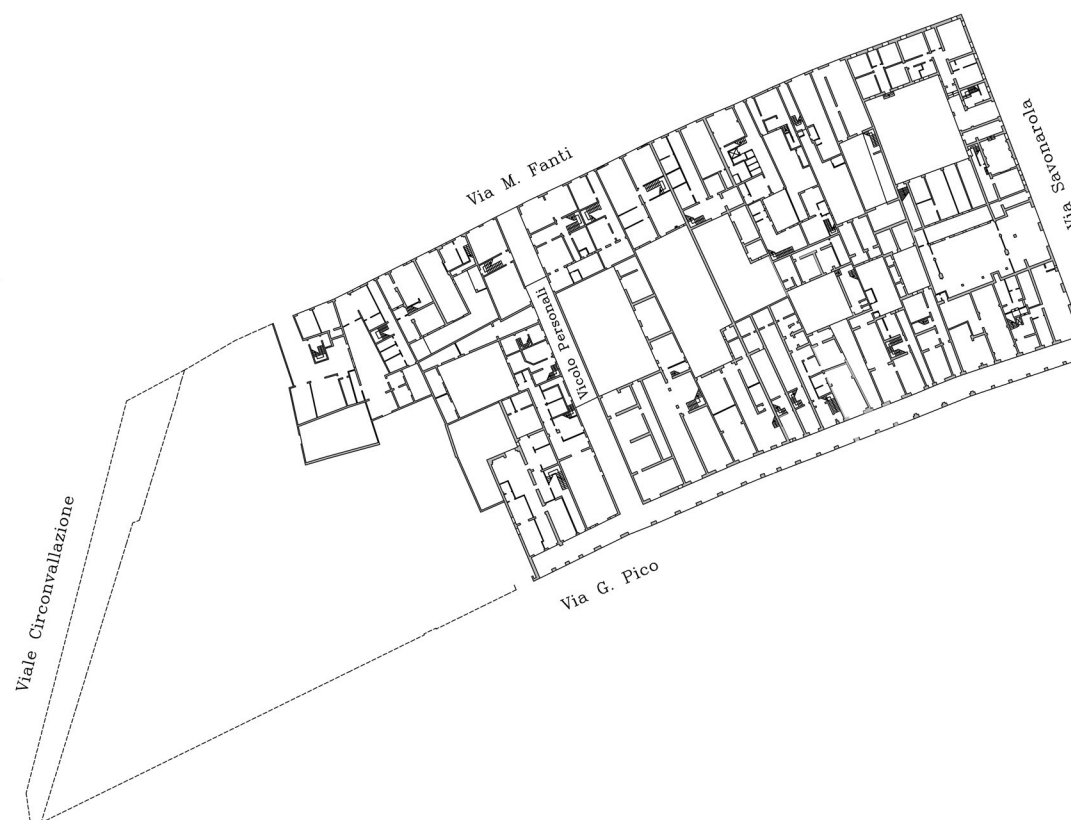 Via M. Fanti
Via Savonarola
Vicolo Personali
Viale Circonvallazione
Via G. Pico